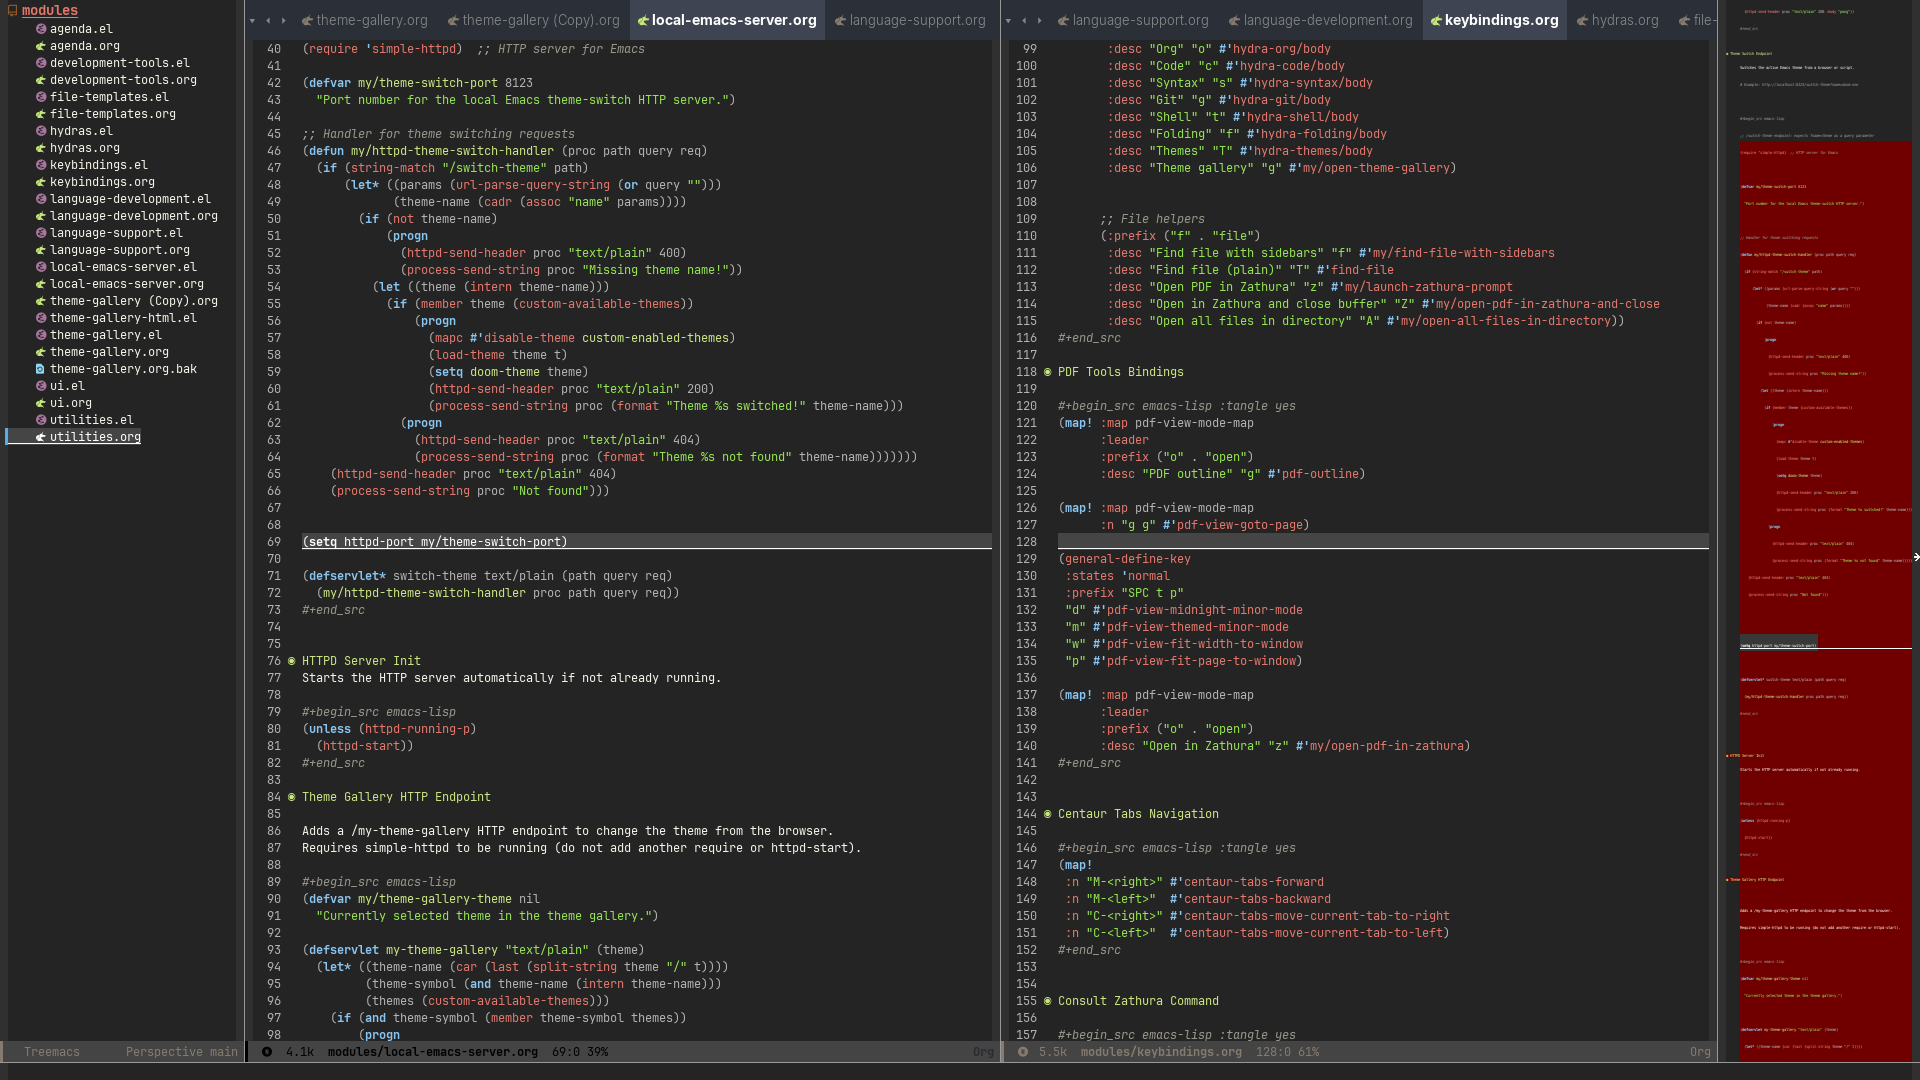 modules
agenda.el
agenda.org
development-tools.el
development-tools.org
file-templates.el
file-templates.org
hydras.el
hydras.org
keybindings.el
keybindings.org
language-development.el
language-development.org
language-support.el
language-support.org
local-emacs-server.el
local-emacs-server.org
theme-gallery (Copy).org
theme-gallery-html.el
theme-gallery.el
theme-gallery.org
theme-gallery.org.bak
ui.el
ui.org
utilities.el
utilities.org
Treemacs Perspective main
theme-gallery.org theme-gallery (Copy).org local-emacs-server.org language-support.org
40 (require 'simple-httpd)  ;; HTTP server for Emacs
41
42 (defvar my/theme-switch-port 8123
43   "Port number for the local Emacs theme-switch HTTP server.")
44
45 ;; Handler for theme switching requests
46 (defun my/httpd-theme-switch-handler (proc path query req)
47   (if (string-match "/switch-theme" path)
48       (let* ((params (url-parse-query-string (or query "")))
49              (theme-name (cadr (assoc "name" params))))
50         (if (not theme-name)
51             (progn
52               (httpd-send-header proc "text/plain" 400)
53               (process-send-string proc "Missing theme name!"))
54           (let ((theme (intern theme-name)))
55             (if (member theme (custom-available-themes))
56                 (progn
57                   (mapc #'disable-theme custom-enabled-themes)
58                   (load-theme theme t)
59                   (setq doom-theme theme)
60                   (httpd-send-header proc "text/plain" 200)
61                   (process-send-string proc (format "Theme %s switched!" theme-name)))
62               (progn
63                 (httpd-send-header proc "text/plain" 404)
64                 (process-send-string proc (format "Theme %s not found" theme-name)))))))
65     (httpd-send-header proc "text/plain" 404)
66     (process-send-string proc "Not found")))
67
68
69 (setq httpd-port my/theme-switch-port)
70
71 (defservlet* switch-theme text/plain (path query req)
72   (my/httpd-theme-switch-handler proc path query req))
73 #+end_src
74
75
76 ◉ HTTPD Server Init
77 Starts the HTTP server automatically if not already running.
78
79 #+begin_src emacs-lisp
80 (unless (httpd-running-p)
81   (httpd-start))
82 #+end_src
83
84 ◉ Theme Gallery HTTP Endpoint
85
86 Adds a /my-theme-gallery HTTP endpoint to change the theme from the browser.
87 Requires simple-httpd to be running (do not add another require or httpd-start).
88
89 #+begin_src emacs-lisp
90 (defvar my/theme-gallery-theme nil
91   "Currently selected theme in the theme gallery.")
92
93 (defservlet my-theme-gallery "text/plain" (theme)
94   (let* ((theme-name (car (last (split-string theme "/" t))))
95          (theme-symbol (and theme-name (intern theme-name)))
96          (themes (custom-available-themes)))
97     (if (and theme-symbol (member theme-symbol themes))
98         (progn
4.1k modules/local-emacs-server.org 69:0 39% Org
language-support.org language-development.org keybindings.org hydras.org file-
99        :desc "Org" "o" #'hydra-org/body
100       :desc "Code" "c" #'hydra-code/body
101       :desc "Syntax" "s" #'hydra-syntax/body
102       :desc "Git" "g" #'hydra-git/body
103       :desc "Shell" "t" #'hydra-shell/body
104       :desc "Folding" "f" #'hydra-folding/body
105       :desc "Themes" "T" #'hydra-themes/body
106       :desc "Theme gallery" "g" #'my/open-theme-gallery)
107
108
109       ;; File helpers
110       (:prefix ("f" . "file")
111        :desc "Find file with sidebars" "f" #'my/find-file-with-sidebars
112        :desc "Find file (plain)" "T" #'find-file
113        :desc "Open PDF in Zathura" "z" #'my/launch-zathura-prompt
114        :desc "Open in Zathura and close buffer" "Z" #'my/open-pdf-in-zathura-and-close
115        :desc "Open all files in directory" "A" #'my/open-all-files-in-directory))
116 #+end_src
117
118 ◉ PDF Tools Bindings
119
120 #+begin_src emacs-lisp :tangle yes
121 (map! :map pdf-view-mode-map
122       :leader
123       :prefix ("o" . "open")
124       :desc "PDF outline" "g" #'pdf-outline)
125
126 (map! :map pdf-view-mode-map
127       :n "g g" #'pdf-view-goto-page)
128
129 (general-define-key
130  :states 'normal
131  :prefix "SPC t p"
132  "d" #'pdf-view-midnight-minor-mode
133  "m" #'pdf-view-themed-minor-mode
134  "w" #'pdf-view-fit-width-to-window
135  "p" #'pdf-view-fit-page-to-window)
136
137 (map! :map pdf-view-mode-map
138       :leader
139       :prefix ("o" . "open")
140       :desc "Open in Zathura" "z" #'my/open-pdf-in-zathura)
141 #+end_src
142
143
144 ◉ Centaur Tabs Navigation
145
146 #+begin_src emacs-lisp :tangle yes
147 (map!
148  :n "M-<right>" #'centaur-tabs-forward
149  :n "M-<left>"  #'centaur-tabs-backward
150  :n "C-<right>" #'centaur-tabs-move-current-tab-to-right
151  :n "C-<left>"  #'centaur-tabs-move-current-tab-to-left)
152 #+end_src
153
154
155 ◉ Consult Zathura Command
156
157 #+begin_src emacs-lisp :tangle yes
5.5k modules/keybindings.org 128:0 61% Org